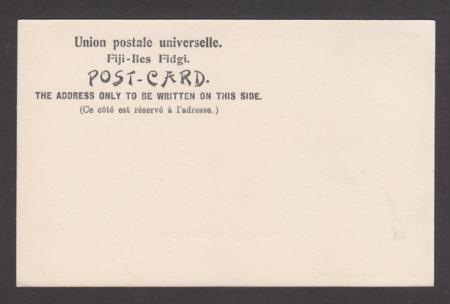 Union postale universelle.
Fiji-Iles Fidgi.
POST-CARD.
THE ADDRESS ONLY TO BE WRITTEN ON THIS SIDE.
(Ce côté est réservé à l'adresse.)